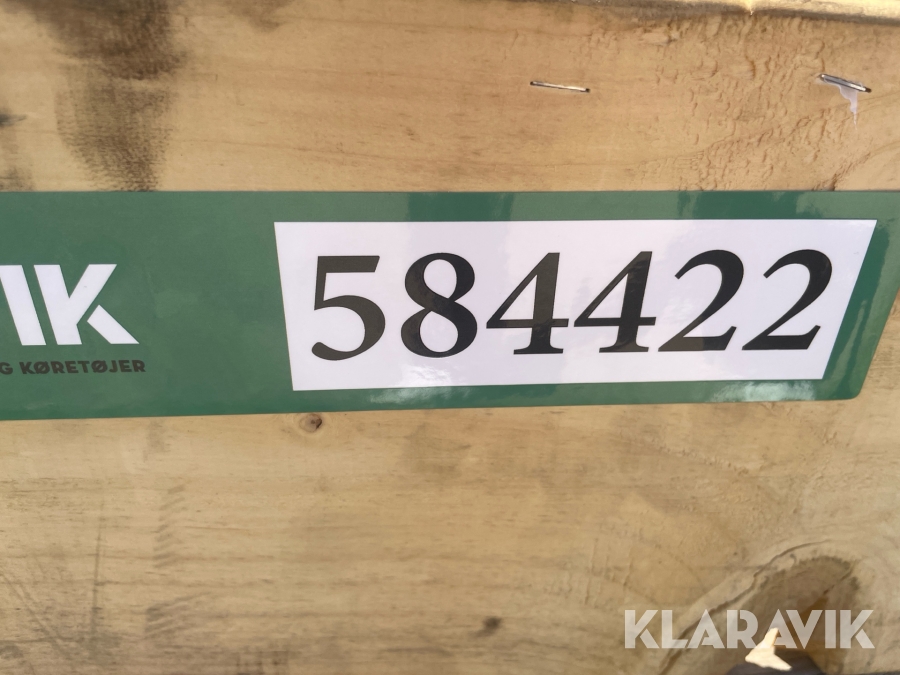 IK
G KØRETØJER
584422
KLARAVIK